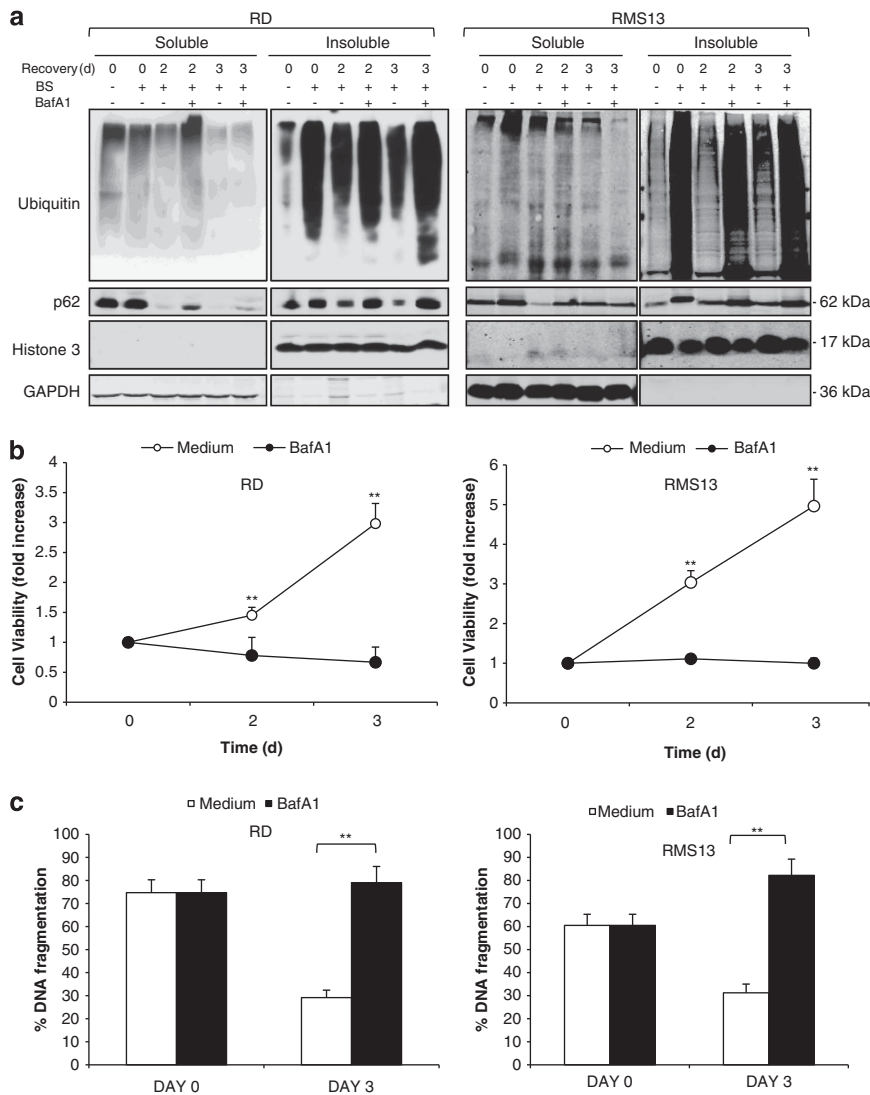 a
RD RMS13
Soluble Insoluble Soluble Insoluble
Recovery (d) 0 0 2 2 3 3 0 0 2 2 3 3 0 0 2 2 3 3 0 0 2 2 3 3
BS - + + + + + - + + + + + - + + + + + - + + + + +
BafA1 - + + - + + - + + - + +
Ubiquitin
p62 - 62 kDa
Histone 3 - 17 kDa
GAPDH - 36 kDa
b
Medium BafA1
RD
Cell Viability (fold increase)
4
3.5
3
2.5
2
1.5
1
0.5
0
**
**
0 2 3
Time (d)
Medium BafA1
RMS13
Cell Viability (fold increase)
6
5
4
3
2
1
0
**
**
0 2 3
Time (d)
c
Medium BafA1
RD
% DNA fragmentation
100
90
80
70
60
50
40
30
20
10
0
**
DAY 0 DAY 3
Medium BafA1
RMS13
% DNA fragmentation
100
90
80
70
60
50
40
30
20
10
0
**
DAY 0 DAY 3